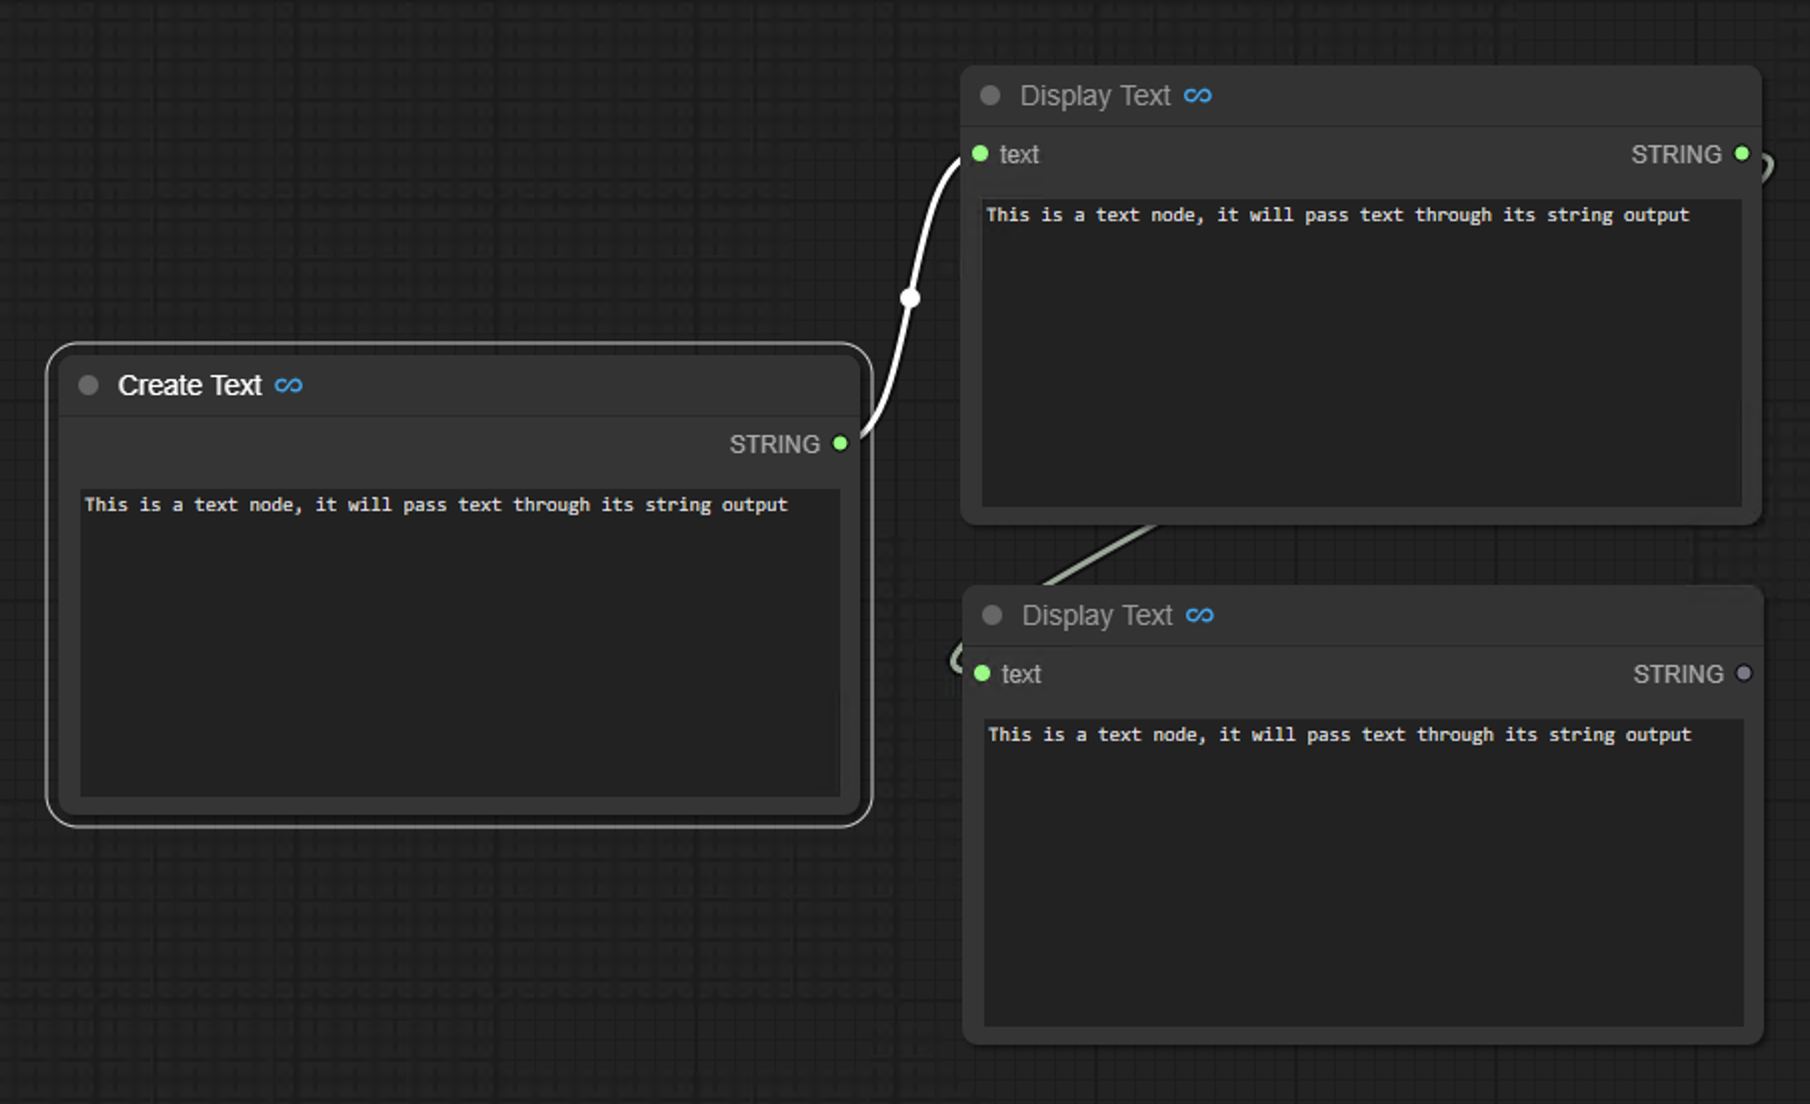 Create Text
STRING
This is a text node, it will pass text through its string output
Display Text
text
STRING
This is a text node, it will pass text through its string output
Display Text
text
STRING
This is a text node, it will pass text through its string output